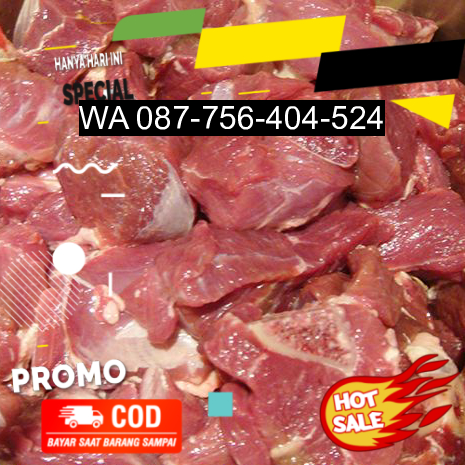 HANYA HARI INI
SPECIAL
WA 087-756-404-524
PROMO
COD
BAYAR SAAT BARANG SAMPAI
HOT
SALE